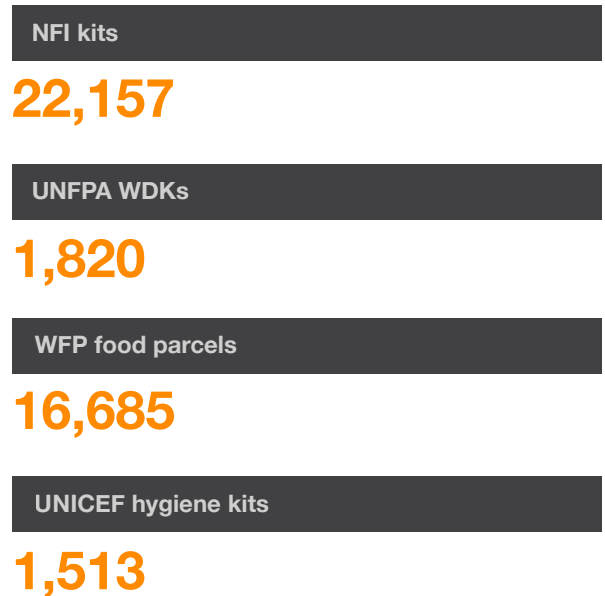 NFI kits
22,157
UNFPA WDKs
1,820
WFP food parcels
16,685
UNICEF hygiene kits
1,513